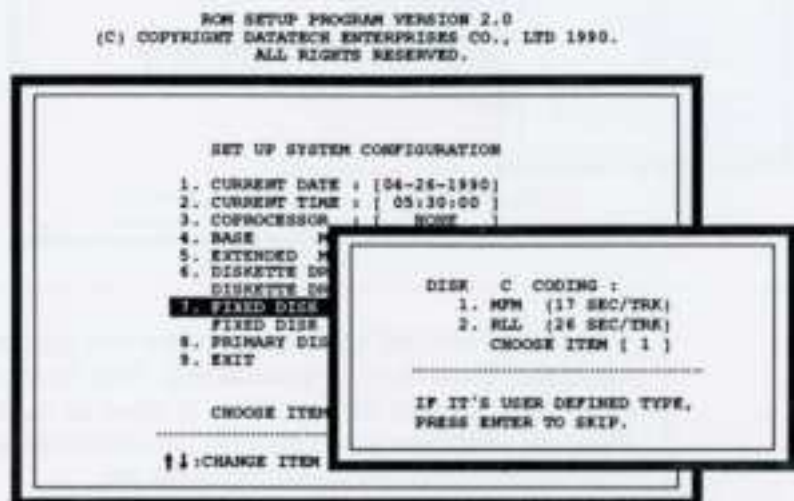 ROM SETUP PROGRAM VERSION 2.0
(C) COPYRIGHT DATATECH ENTERPRISES CO., LTD 1990.
ALL RIGHTS RESERVED.
SET UP SYSTEM CONFIGURATION
1. CURRENT DATE : [04-26-1990]
2. CURRENT TIME : [ 05:30:00 ]
3. COPROCESSOR : [ NONE ]
4. BASE M
5. EXTENDED M
6. DISKETTE DR
DISKETTE DR
7. FIXED DISK
FIXED DISK
8. PRIMARY DIS
9. EXIT
CHOOSE ITEM
↑↓:CHANGE ITEM
DISK C CODING :
1. MFM (17 SEC/TRK)
2. RLL (26 SEC/TRK)
CHOOSE ITEM [ 1 ]
IF IT'S USER DEFINED TYPE,
PRESS ENTER TO SKIP.